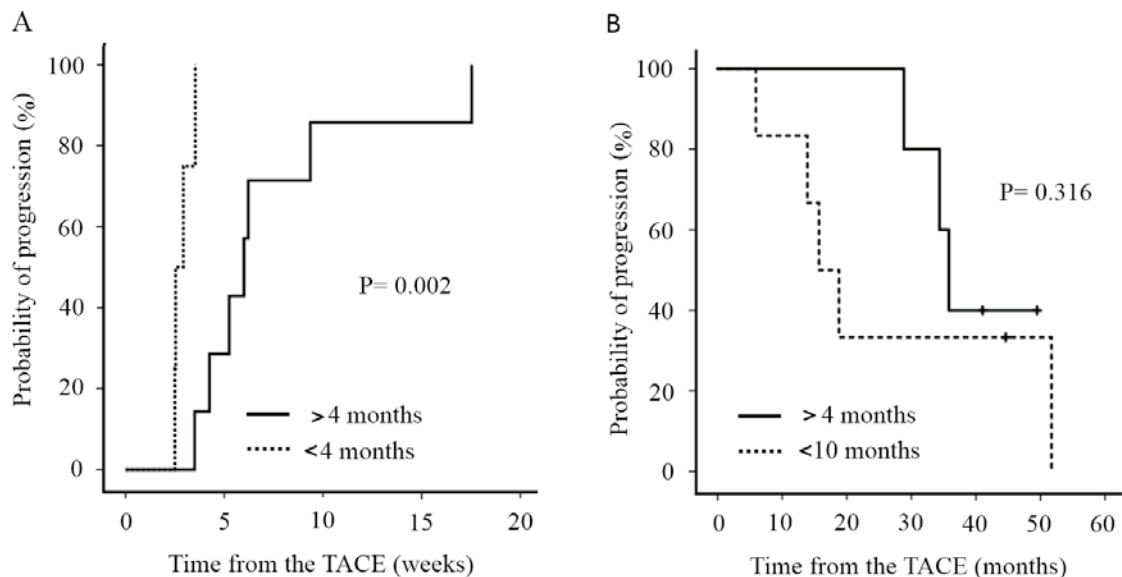 A
Probability of progression (%)
100
80
60
40
20
0
P= 0.002
>4 months
<4 months
0 5 10 15 20
Time from the TACE (weeks)
B
Probability of progression (%)
100
80
60
40
20
0
P= 0.316
> 4 months
<10 months
0 10 20 30 40 50 60
Time from the TACE (months)